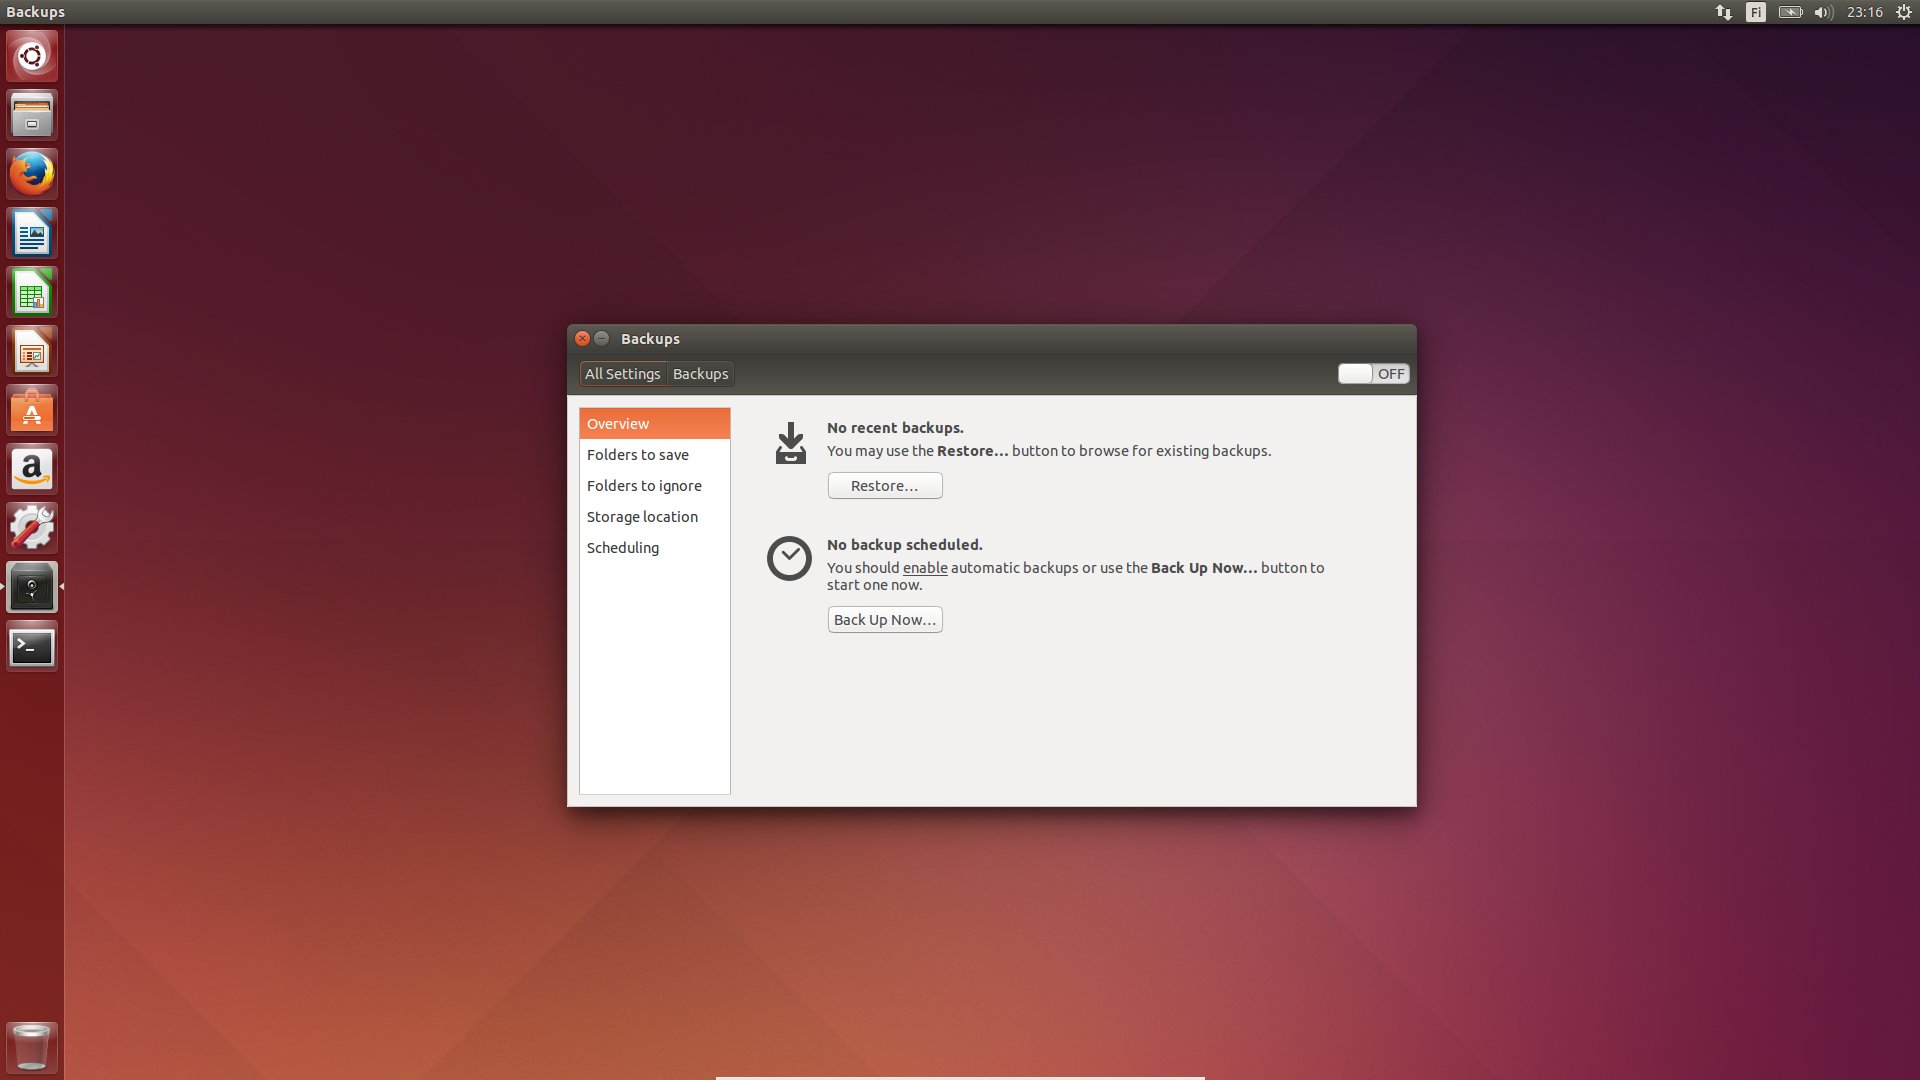 Backups
Fi
23:16
Backups
All Settings
Backups
OFF
Overview
Folders to save
Folders to ignore
Storage location
Scheduling
No recent backups.
You may use the Restore... button to browse for existing backups.
Restore...
No backup scheduled.
You should enable automatic backups or use the Back Up Now... button to
start one now.
Back Up Now...